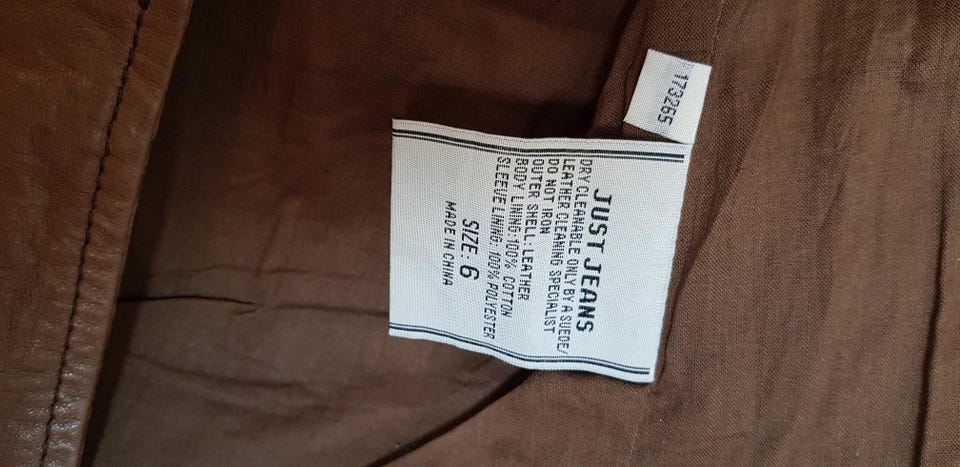 173265
JUST JEANS
DRY CLEANABLE ONLY BY A SUEDE/
LEATHER CLEANING SPECIALIST
DO NOT IRON
OUTER SHELL: LEATHER
BODY LINING: 100% COTTON
SLEEVE LINING: 100% POLYESTER
SIZE: 6
MADE IN CHINA